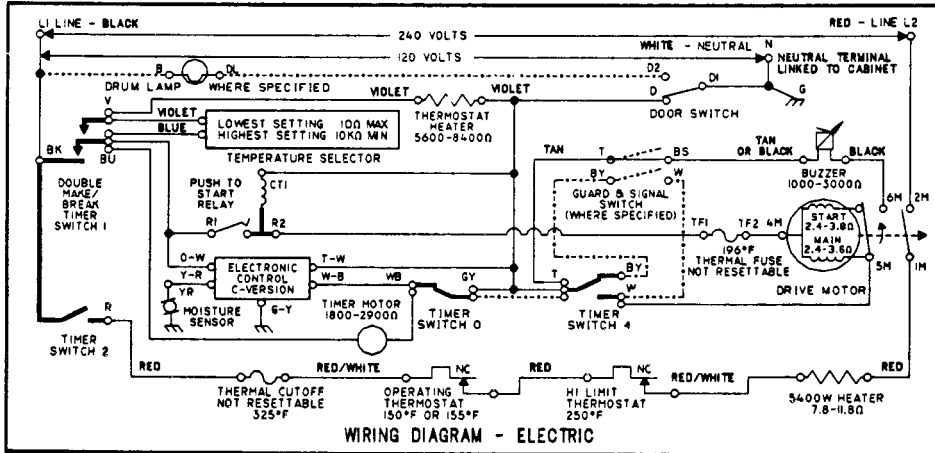 L1 LINE - BLACK
RED - LINE L2
240 VOLTS
WHITE - NEUTRAL N
120 VOLTS
NEUTRAL TERMINAL
LINKED TO CABINET
B DL D2
DRUM LAMP WHERE SPECIFIED
V VIOLET VIOLET D DI G
DOOR SWITCH
VIOLET
BLUE
LOWEST SETTING 10Ω MAX
HIGHEST SETTING 10KΩ MIN
TEMPERATURE SELECTOR
THERMOSTAT
HEATER
5600-8400Ω
BK BU
DOUBLE
MAKE/
BREAK
TIMER
SWITCH 1
PUSH TO
START
RELAY
CT1
R1 R2
TAN T BS
BY W
GUARD & SIGNAL
SWITCH
(WHERE SPECIFIED)
TAN
OR BLACK
BLACK
BUZZER
1000-3000Ω
6M 2M
TF1 TF2 4M
196°F
THERMAL FUSE
NOT RESETTABLE
START
2.4-3.8Ω
MAIN
2.4-3.6Ω
5M 1M
DRIVE MOTOR
O-W T-W
Y-R W-B
YR G-Y
ELECTRONIC
CONTROL
C-VERSION
MOISTURE
SENSOR
WB GY
TIMER MOTOR
1800-2900Ω
TIMER
SWITCH 0
T BY
W
TIMER
SWITCH 4
R
TIMER
SWITCH 2
RED RED/WHITE NC RED NC RED/WHITE RED
THERMAL CUTOFF
NOT RESETTABLE
325°F
OPERATING
THERMOSTAT
150°F OR 155°F
HI LIMIT
THERMOSTAT
250°F
5400W HEATER
7.8-11.8Ω
WIRING DIAGRAM - ELECTRIC